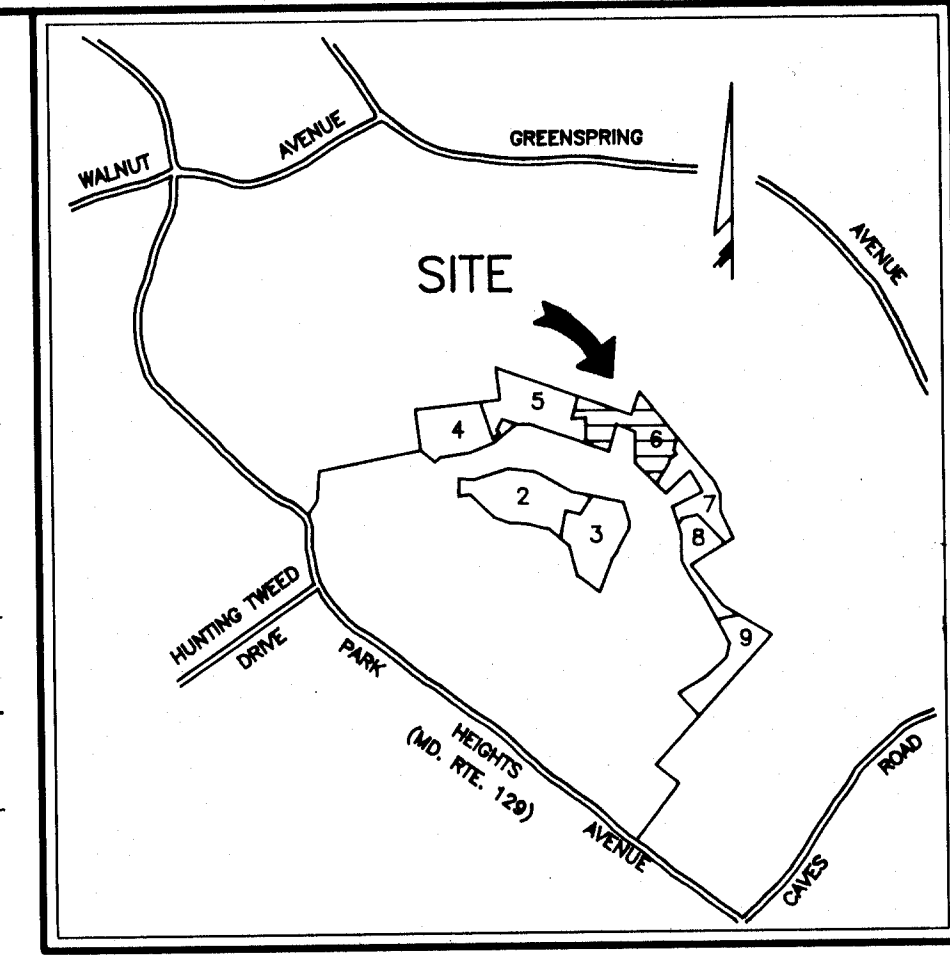 WALNUT
AVENUE
GREENSPRING
AVENUE
SITE
5
4
6
2
7
3
8
9
HUNTING TWEED
DRIVE
PARK
HEIGHTS
(MD. RTE. 129)
AVENUE
CAVES
ROAD